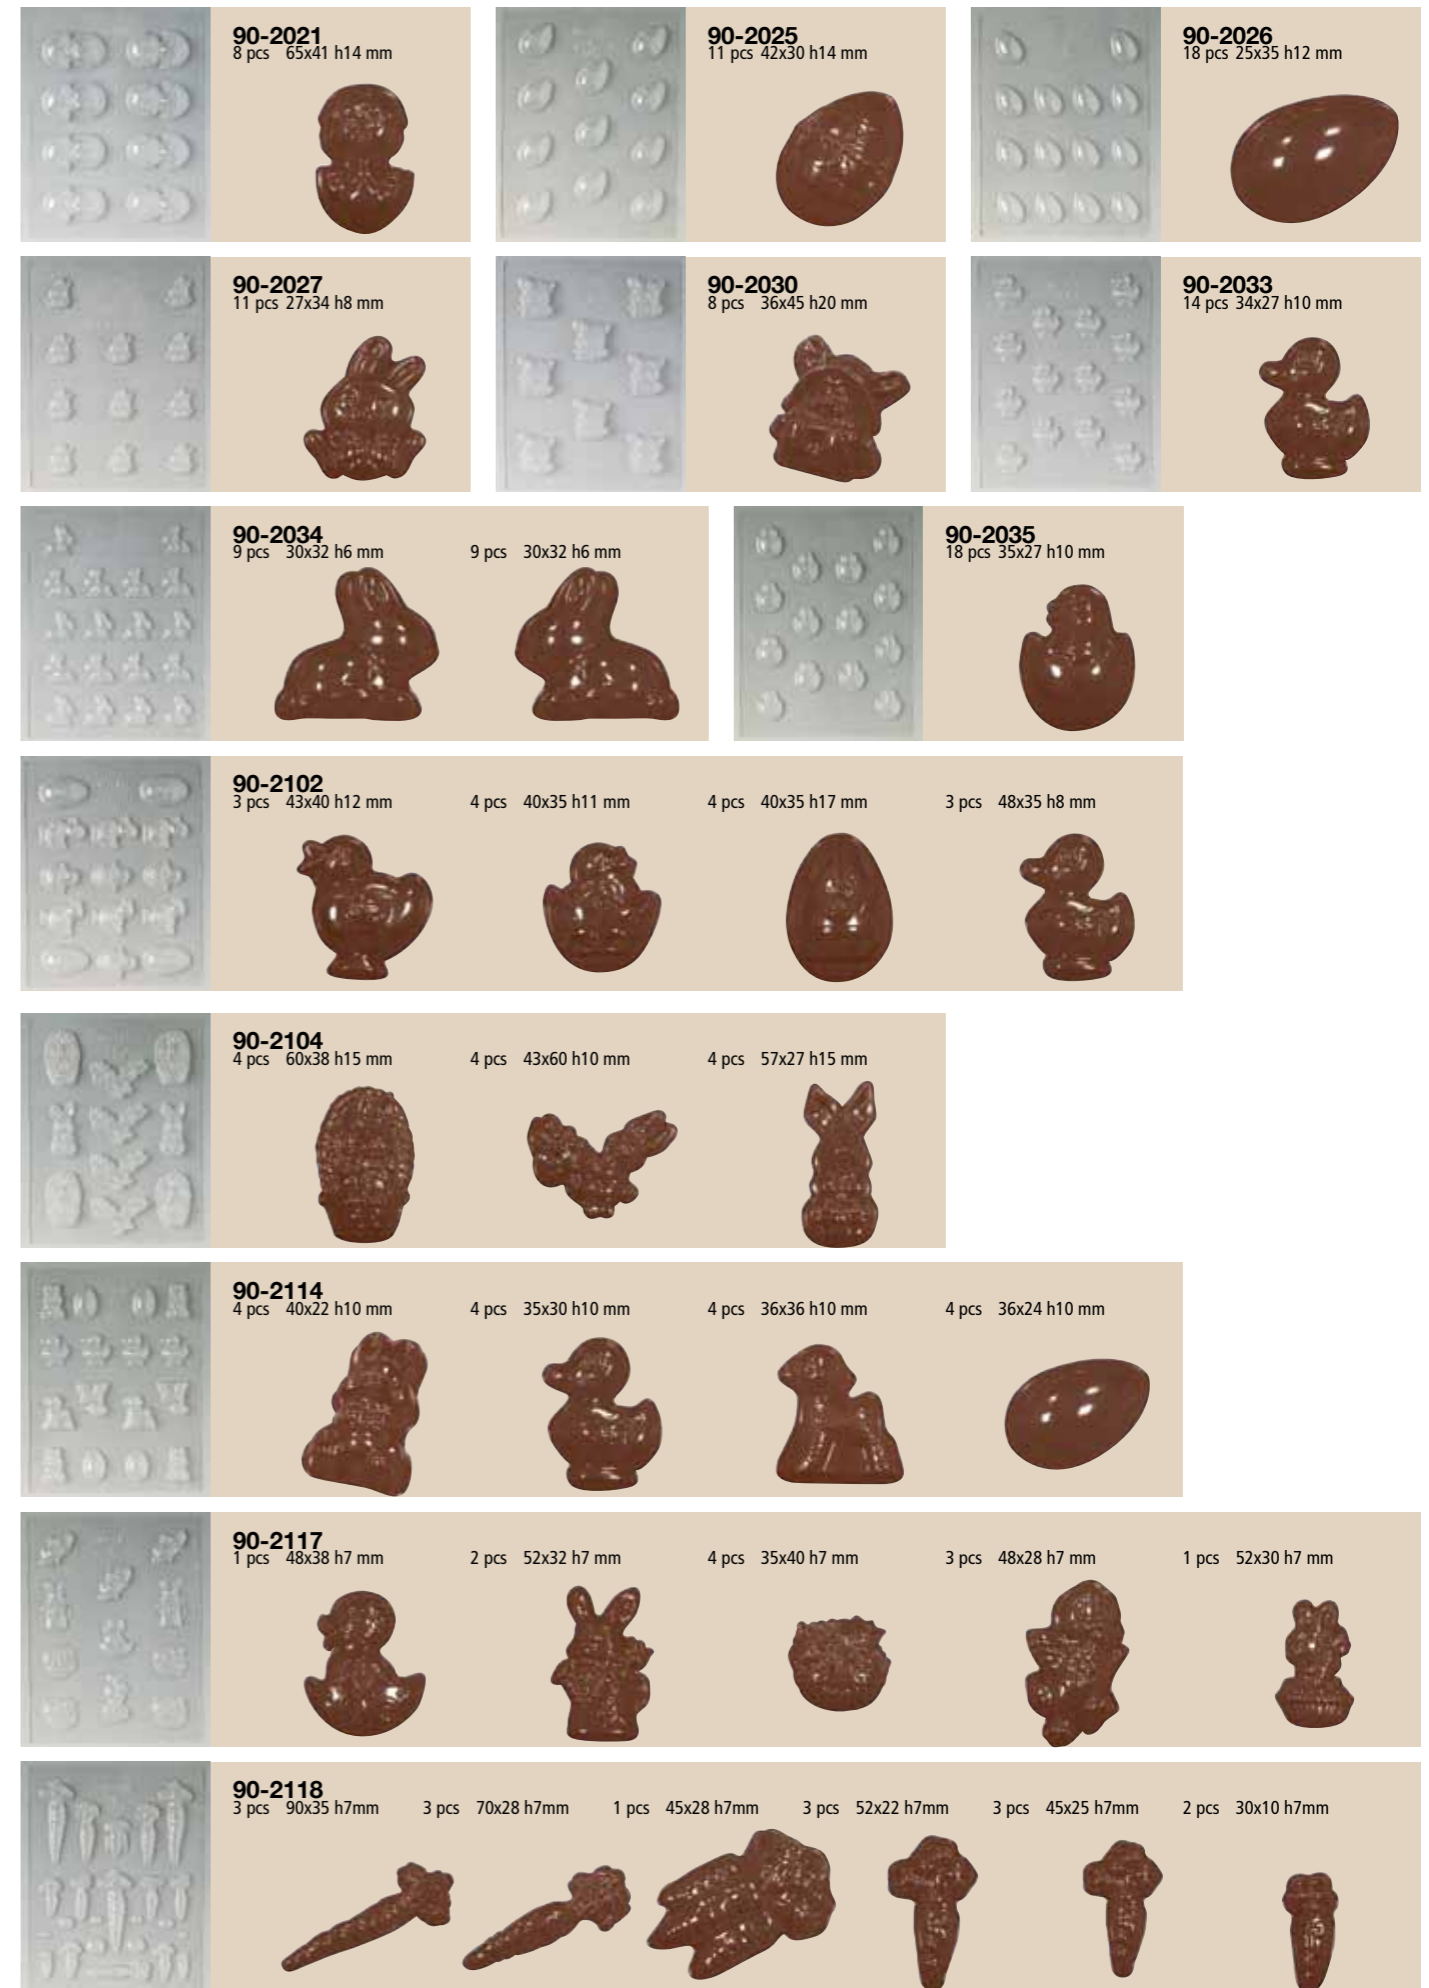 90-2021
8 pcs 65x41 h14 mm
90-2025
11 pcs 42x30 h14 mm
90-2026
18 pcs 25x35 h12 mm
90-2027
11 pcs 27x34 h8 mm
90-2030
8 pcs 36x45 h20 mm
90-2033
14 pcs 34x27 h10 mm
90-2034
9 pcs 30x32 h6 mm 9 pcs 30x32 h6 mm
90-2035
18 pcs 35x27 h10 mm
90-2102
3 pcs 43x40 h12 mm 4 pcs 40x35 h11 mm 4 pcs 40x35 h17 mm 3 pcs 48x35 h8 mm
90-2104
4 pcs 60x38 h15 mm 4 pcs 43x60 h10 mm 4 pcs 57x27 h15 mm
90-2114
4 pcs 40x22 h10 mm 4 pcs 35x30 h10 mm 4 pcs 36x36 h10 mm 4 pcs 36x24 h10 mm
90-2117
1 pcs 48x38 h7 mm 2 pcs 52x32 h7 mm 4 pcs 35x40 h7 mm 3 pcs 48x28 h7 mm 1 pcs 52x30 h7 mm
90-2118
3 pcs 90x35 h7mm 3 pcs 70x28 h7mm 1 pcs 45x28 h7mm 3 pcs 52x22 h7mm 3 pcs 45x25 h7mm 2 pcs 30x10 h7mm